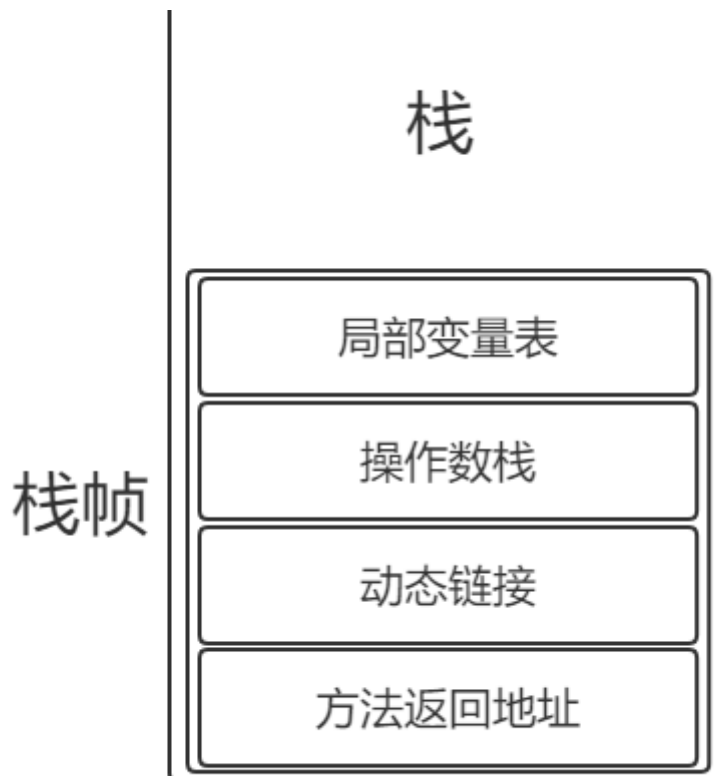 栈
局部变量表
操作数栈
栈帧
动态链接
方法返回地址